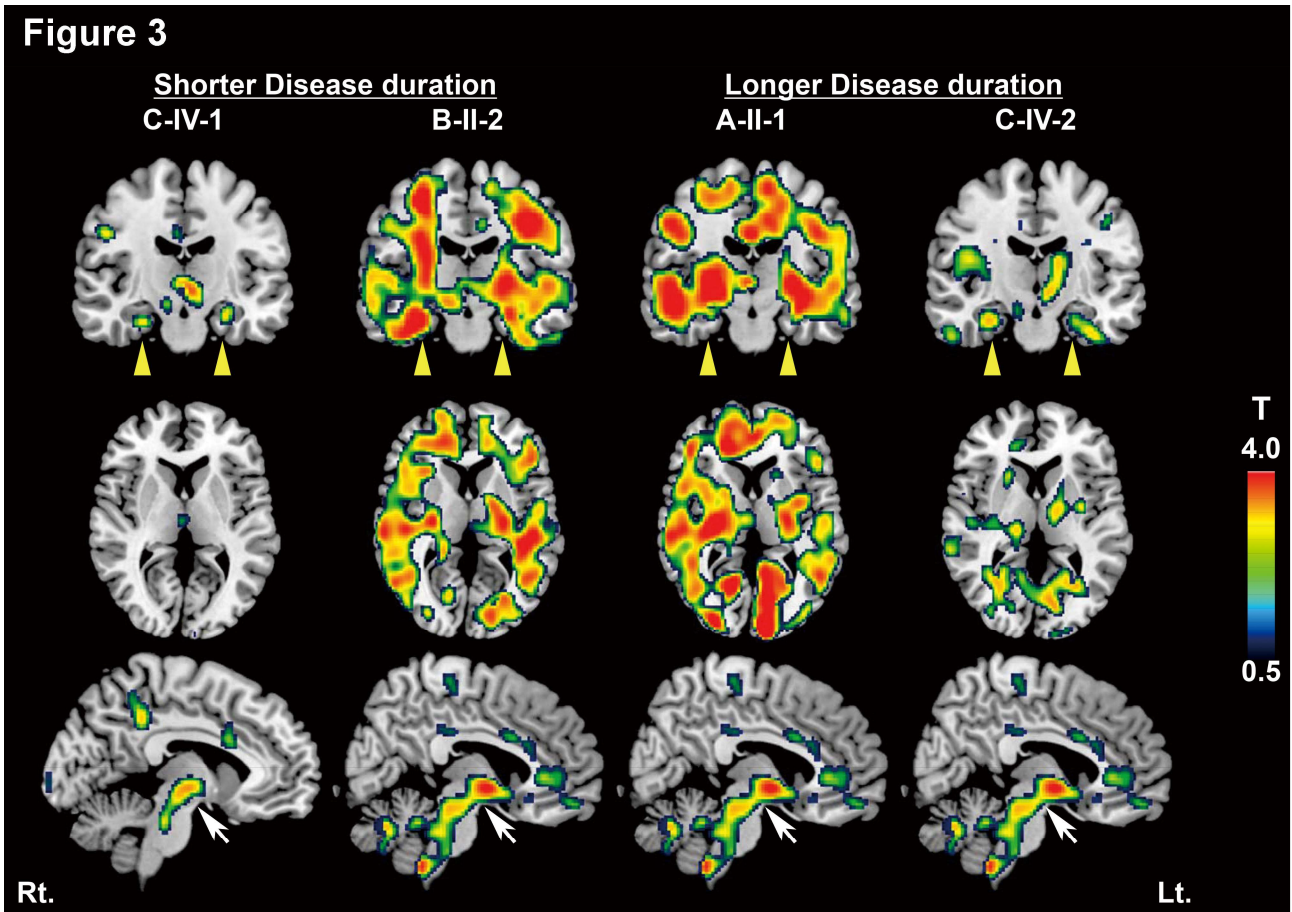 Figure 3
Shorter Disease duration
Longer Disease duration
C-IV-1
B-II-2
A-II-1
C-IV-2
T
4.0
0.5
Rt.
Lt.